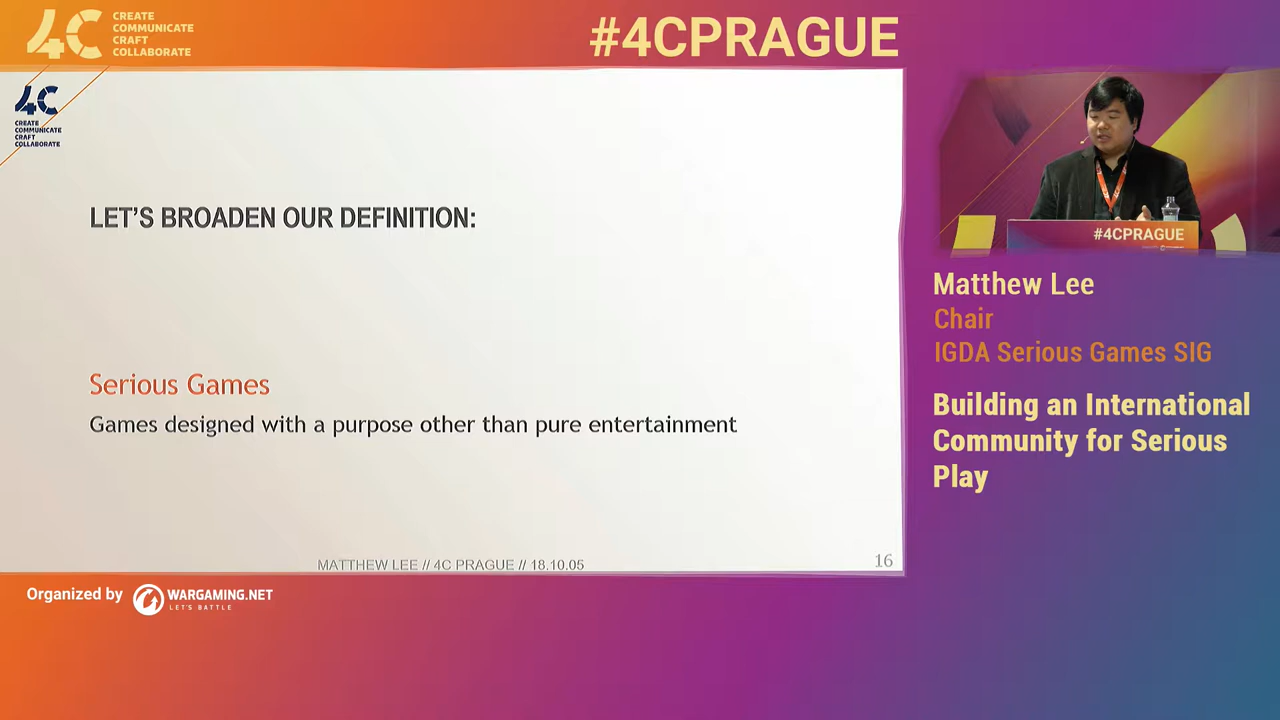 CREATE
COMMUNICATE
CRAFT
COLLABORATE
4C
#4CPRAGUE
4C
CREATE
COMMUNICATE
CRAFT
COLLABORATE
LET'S BROADEN OUR DEFINITION:
Serious Games
Games designed with a purpose other than pure entertainment
MATTHEW LEE // 4C PRAGUE // 18.10.05
16
#4CPRAGUE
Matthew Lee
Chair
IGDA Serious Games SIG
Building an International
Community for Serious
Play
Organized by
WARGAMING.NET
LET'S BATTLE